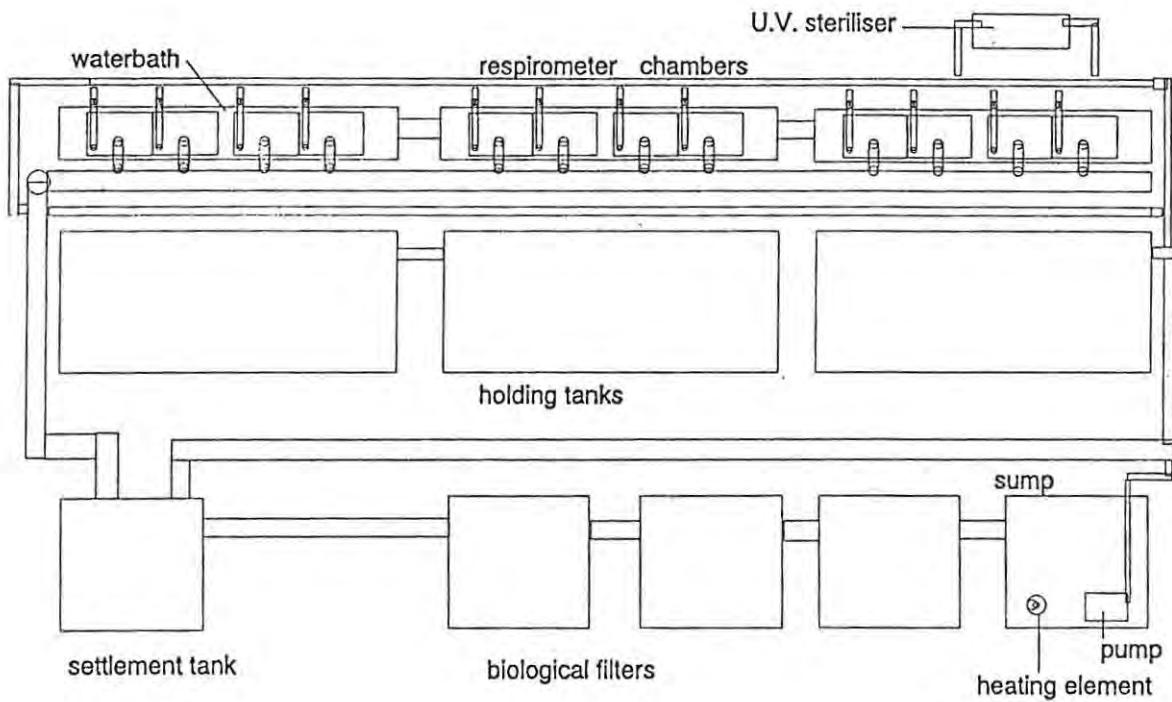 U.V. steriliser
waterbath
respirometer chambers
holding tanks
sump
settlement tank
biological filters
pump
heating element